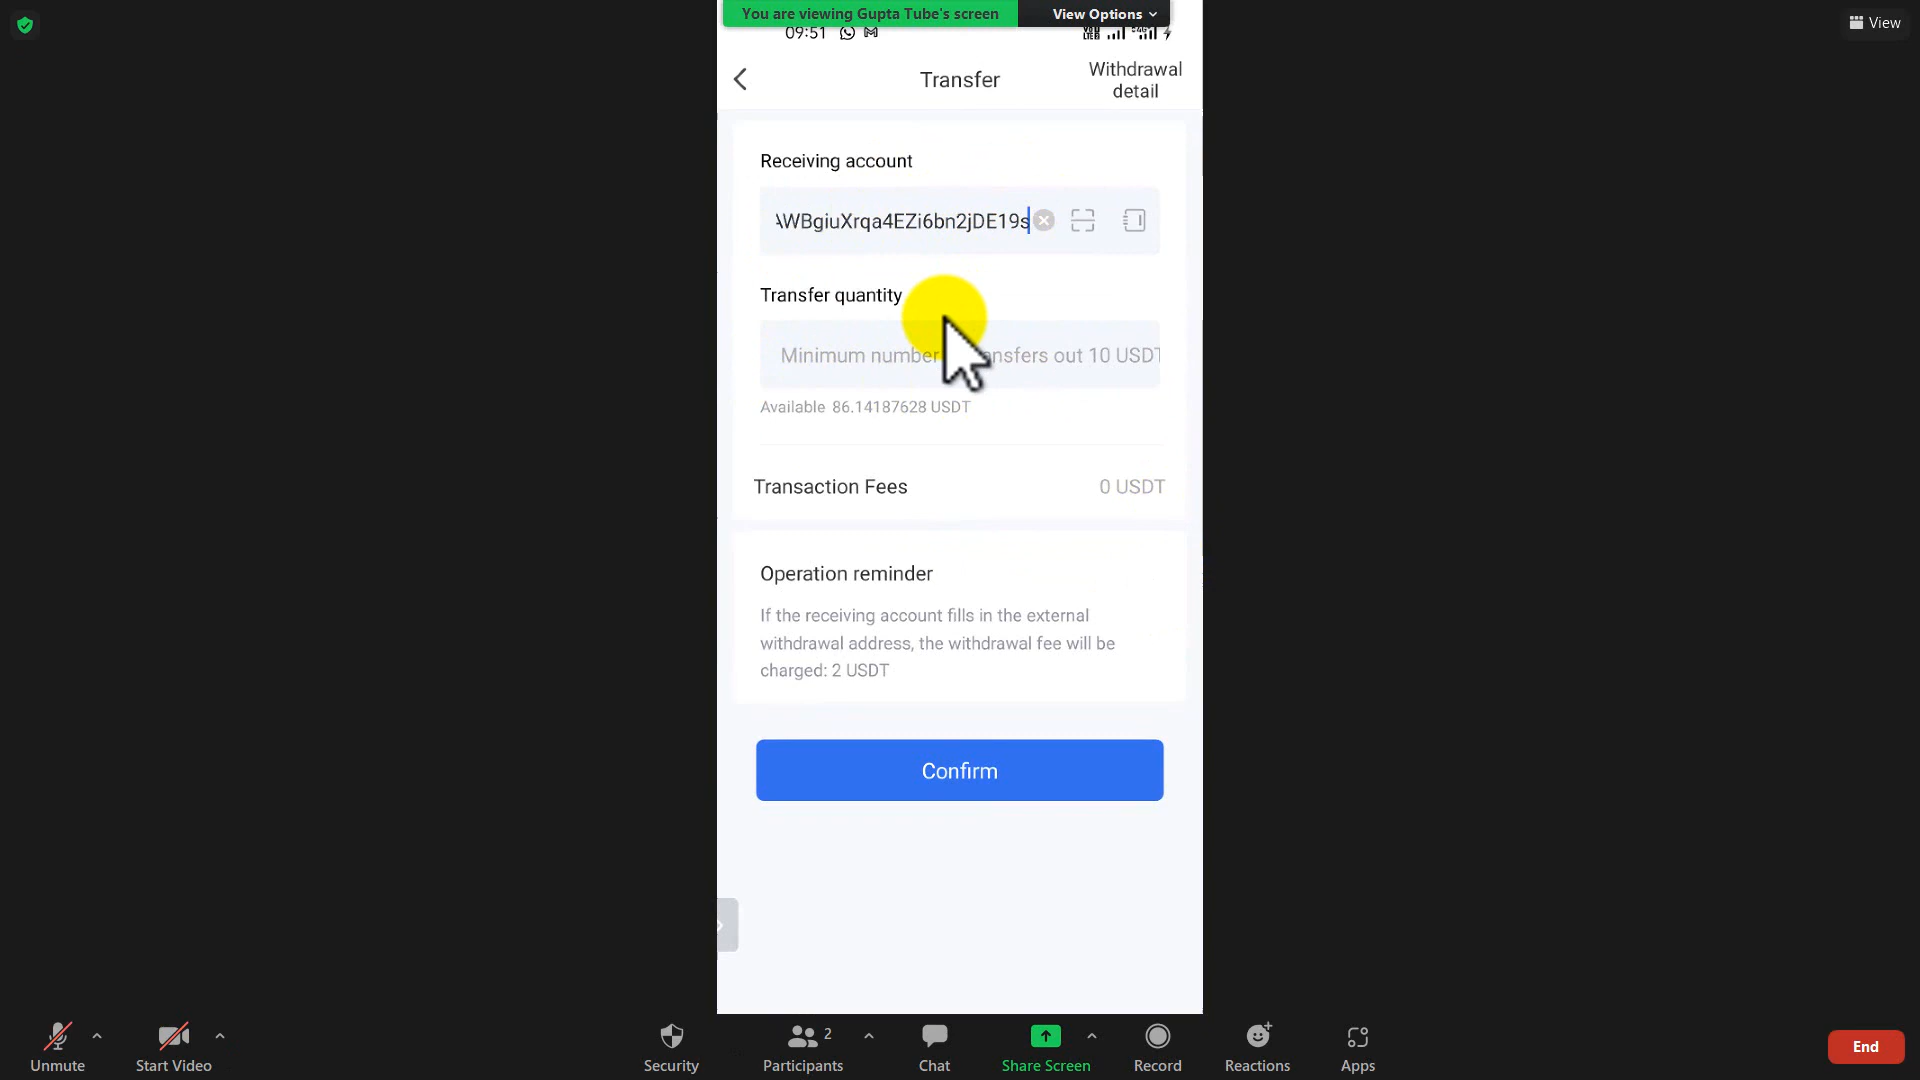 You are viewing Gupta Tube's screen
View Options
View
09:51
Transfer
Withdrawal
detail
Receiving account
AWBgiuXrqa4EZi6bn2jDE19s
Transfer quantity
Minimum number 10 USDT
Available 86.14187628 USDT
Transaction Fees 0 USDT
Operation reminder
If the receiving account fills in the external
withdrawal address, the withdrawal fee will be
charged: 2 USDT
Confirm
Unmute
Start Video
Security
2
Participants
Chat
Share Screen
Record
Reactions
Apps
End